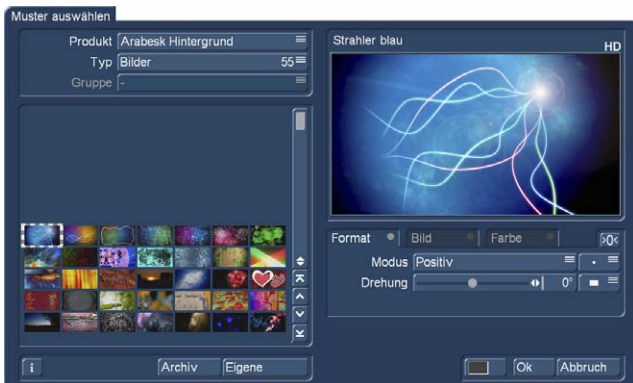 Muster auswählen
Produkt Arabesk Hintergrund
Typ Bilder 55
Gruppe -
Strahler blau
HD
Format Bild Farbe >0<
Modus Positiv
Drehung 0°
i Archiv Eigene
Ok Abbruch